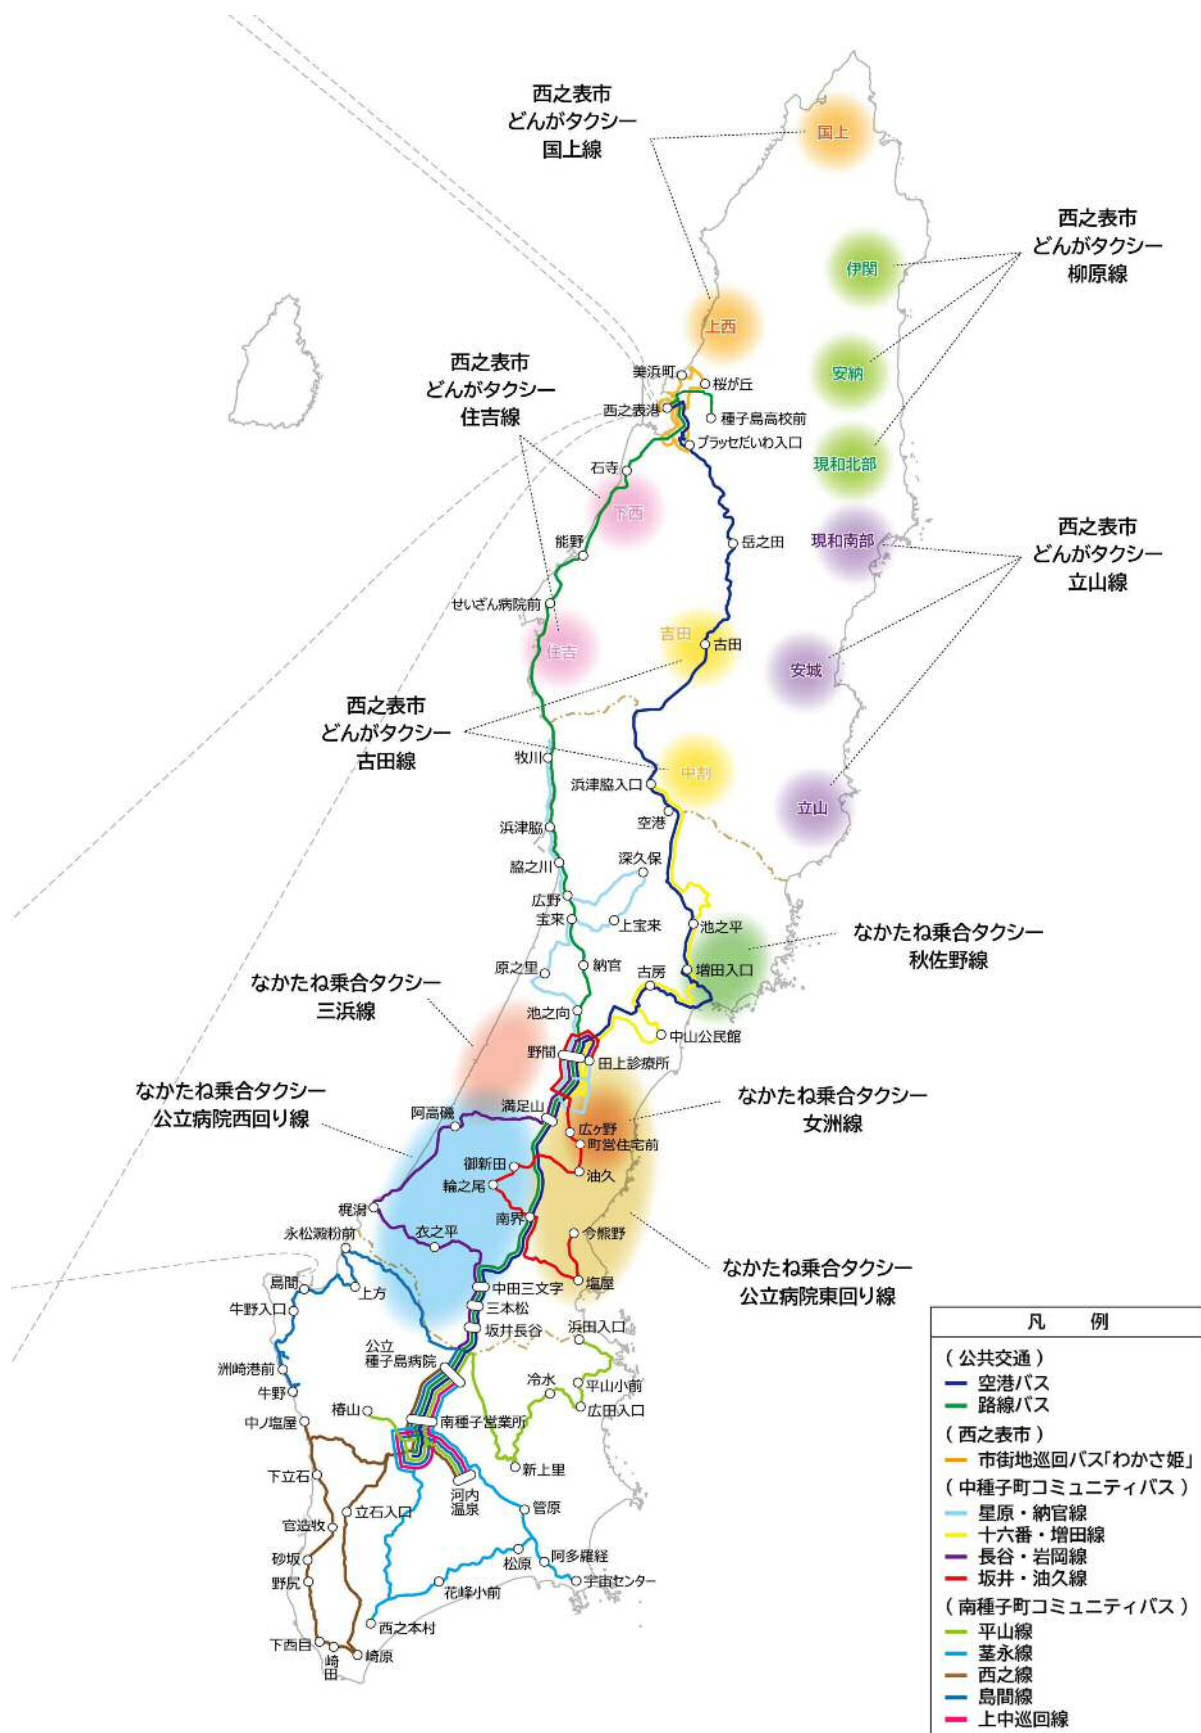 西之表市
どんがタクシー
国上線
国上
西之表市
どんがタクシー
柳原線
伊関
上西
安納
西之表市
どんがタクシー
住吉線
美浜町
桜が丘
西之表港
種子島高校前
プラッセだいわ入口
現和北部
石寺
下西
能野
岳之田
現和南部
西之表市
どんがタクシー
立山線
せいざん病院前
住吉
古田
古田
安城
西之表市
どんがタクシー
古田線
牧川
浜津脇入口
中割
空港
立山
浜津脇
脇之川
深久保
広野
宝来
上宝来
池之平
なかたね乗合タクシー
秋佐野線
原之里
納官
古房
増田入口
なかたね乗合タクシー
三浜線
池之向
中山公民館
野間
田上診療所
なかたね乗合タクシー
公立病院西回り線
阿高磯
満足山
広ヶ野
町営住宅前
なかたね乗合タクシー
女洲線
御新田
輪之尾
油久
梶潟
南界
永松澱粉前
衣之平
今熊野
なかたね乗合タクシー
公立病院東回り線
島間
上方
中田三文字
塩屋
牛野入口
三本松
坂井長谷
浜田入口
公立
種子島病院
洲崎港前
牛野
冷水
平山小前
椿山
広田入口
中ノ塩屋
南種子営業所
新上里
下立石
河内
温泉
立石入口
管原
官造牧
砂坂
松原
阿多羅経
野尻
花峰小前
宇宙センター
西之本村
下西目
崎田
崎原
凡 例
( 公共交通 )
空港バス
路線バス
( 西之表市 )
市街地巡回バス「わかさ姫」
( 中種子町コミュニティバス )
星原・納官線
十六番・増田線
長谷・岩岡線
坂井・油久線
( 南種子町コミュニティバス )
平山線
茎永線
西之線
島間線
上中巡回線